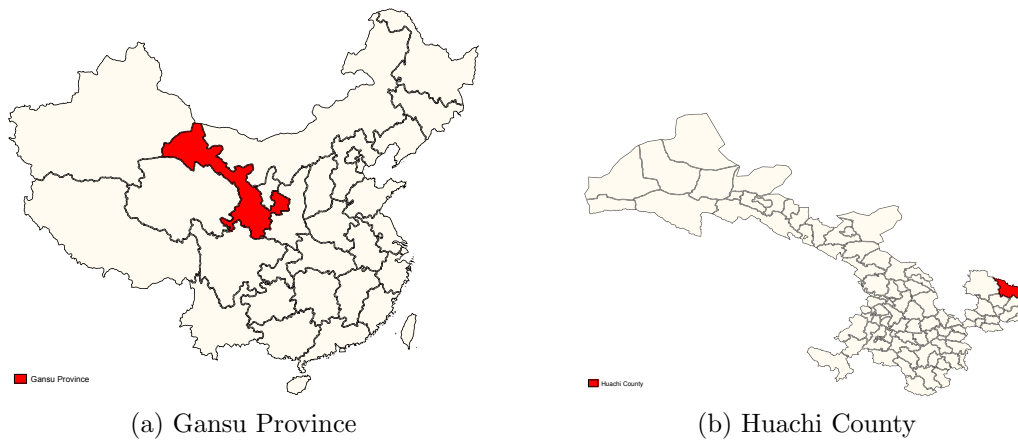 Gansu Province
Huachi County
(a) Gansu Province
(b) Huachi County